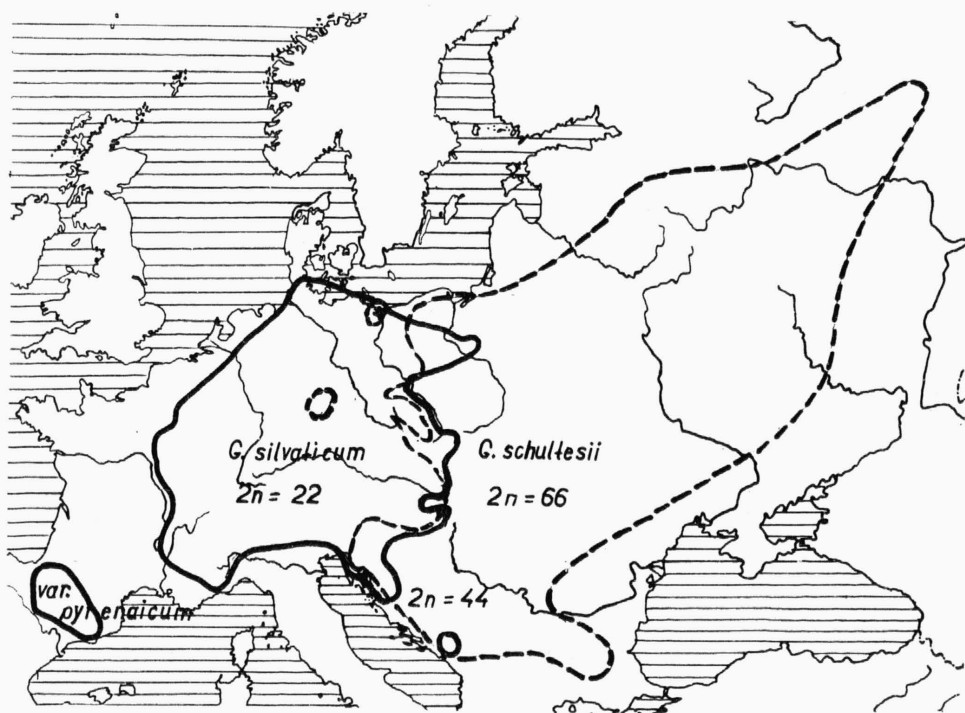 G. silvaticum
2n = 22
G. schultesii
2n = 66
2n = 44
var.
pyrenaicum